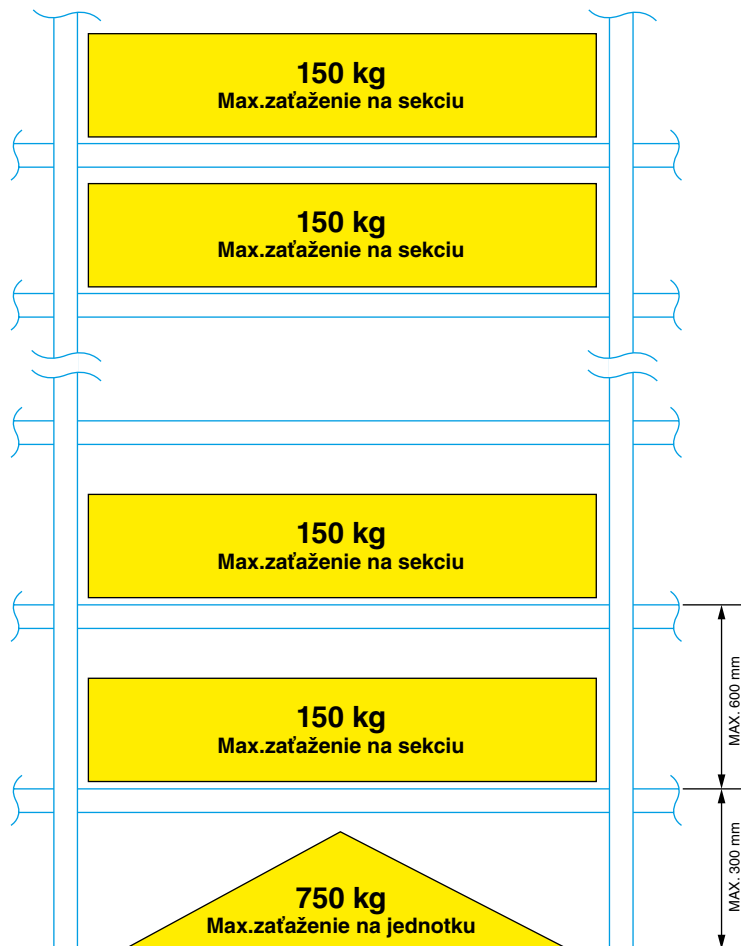 150 kg
Max.zaťaženie na sekciu
150 kg
Max.zaťaženie na sekciu
150 kg
Max.zaťaženie na sekciu
MAX. 600 mm
150 kg
Max.zaťaženie na sekciu
MAX. 300 mm
750 kg
Max.zaťaženie na jednotku